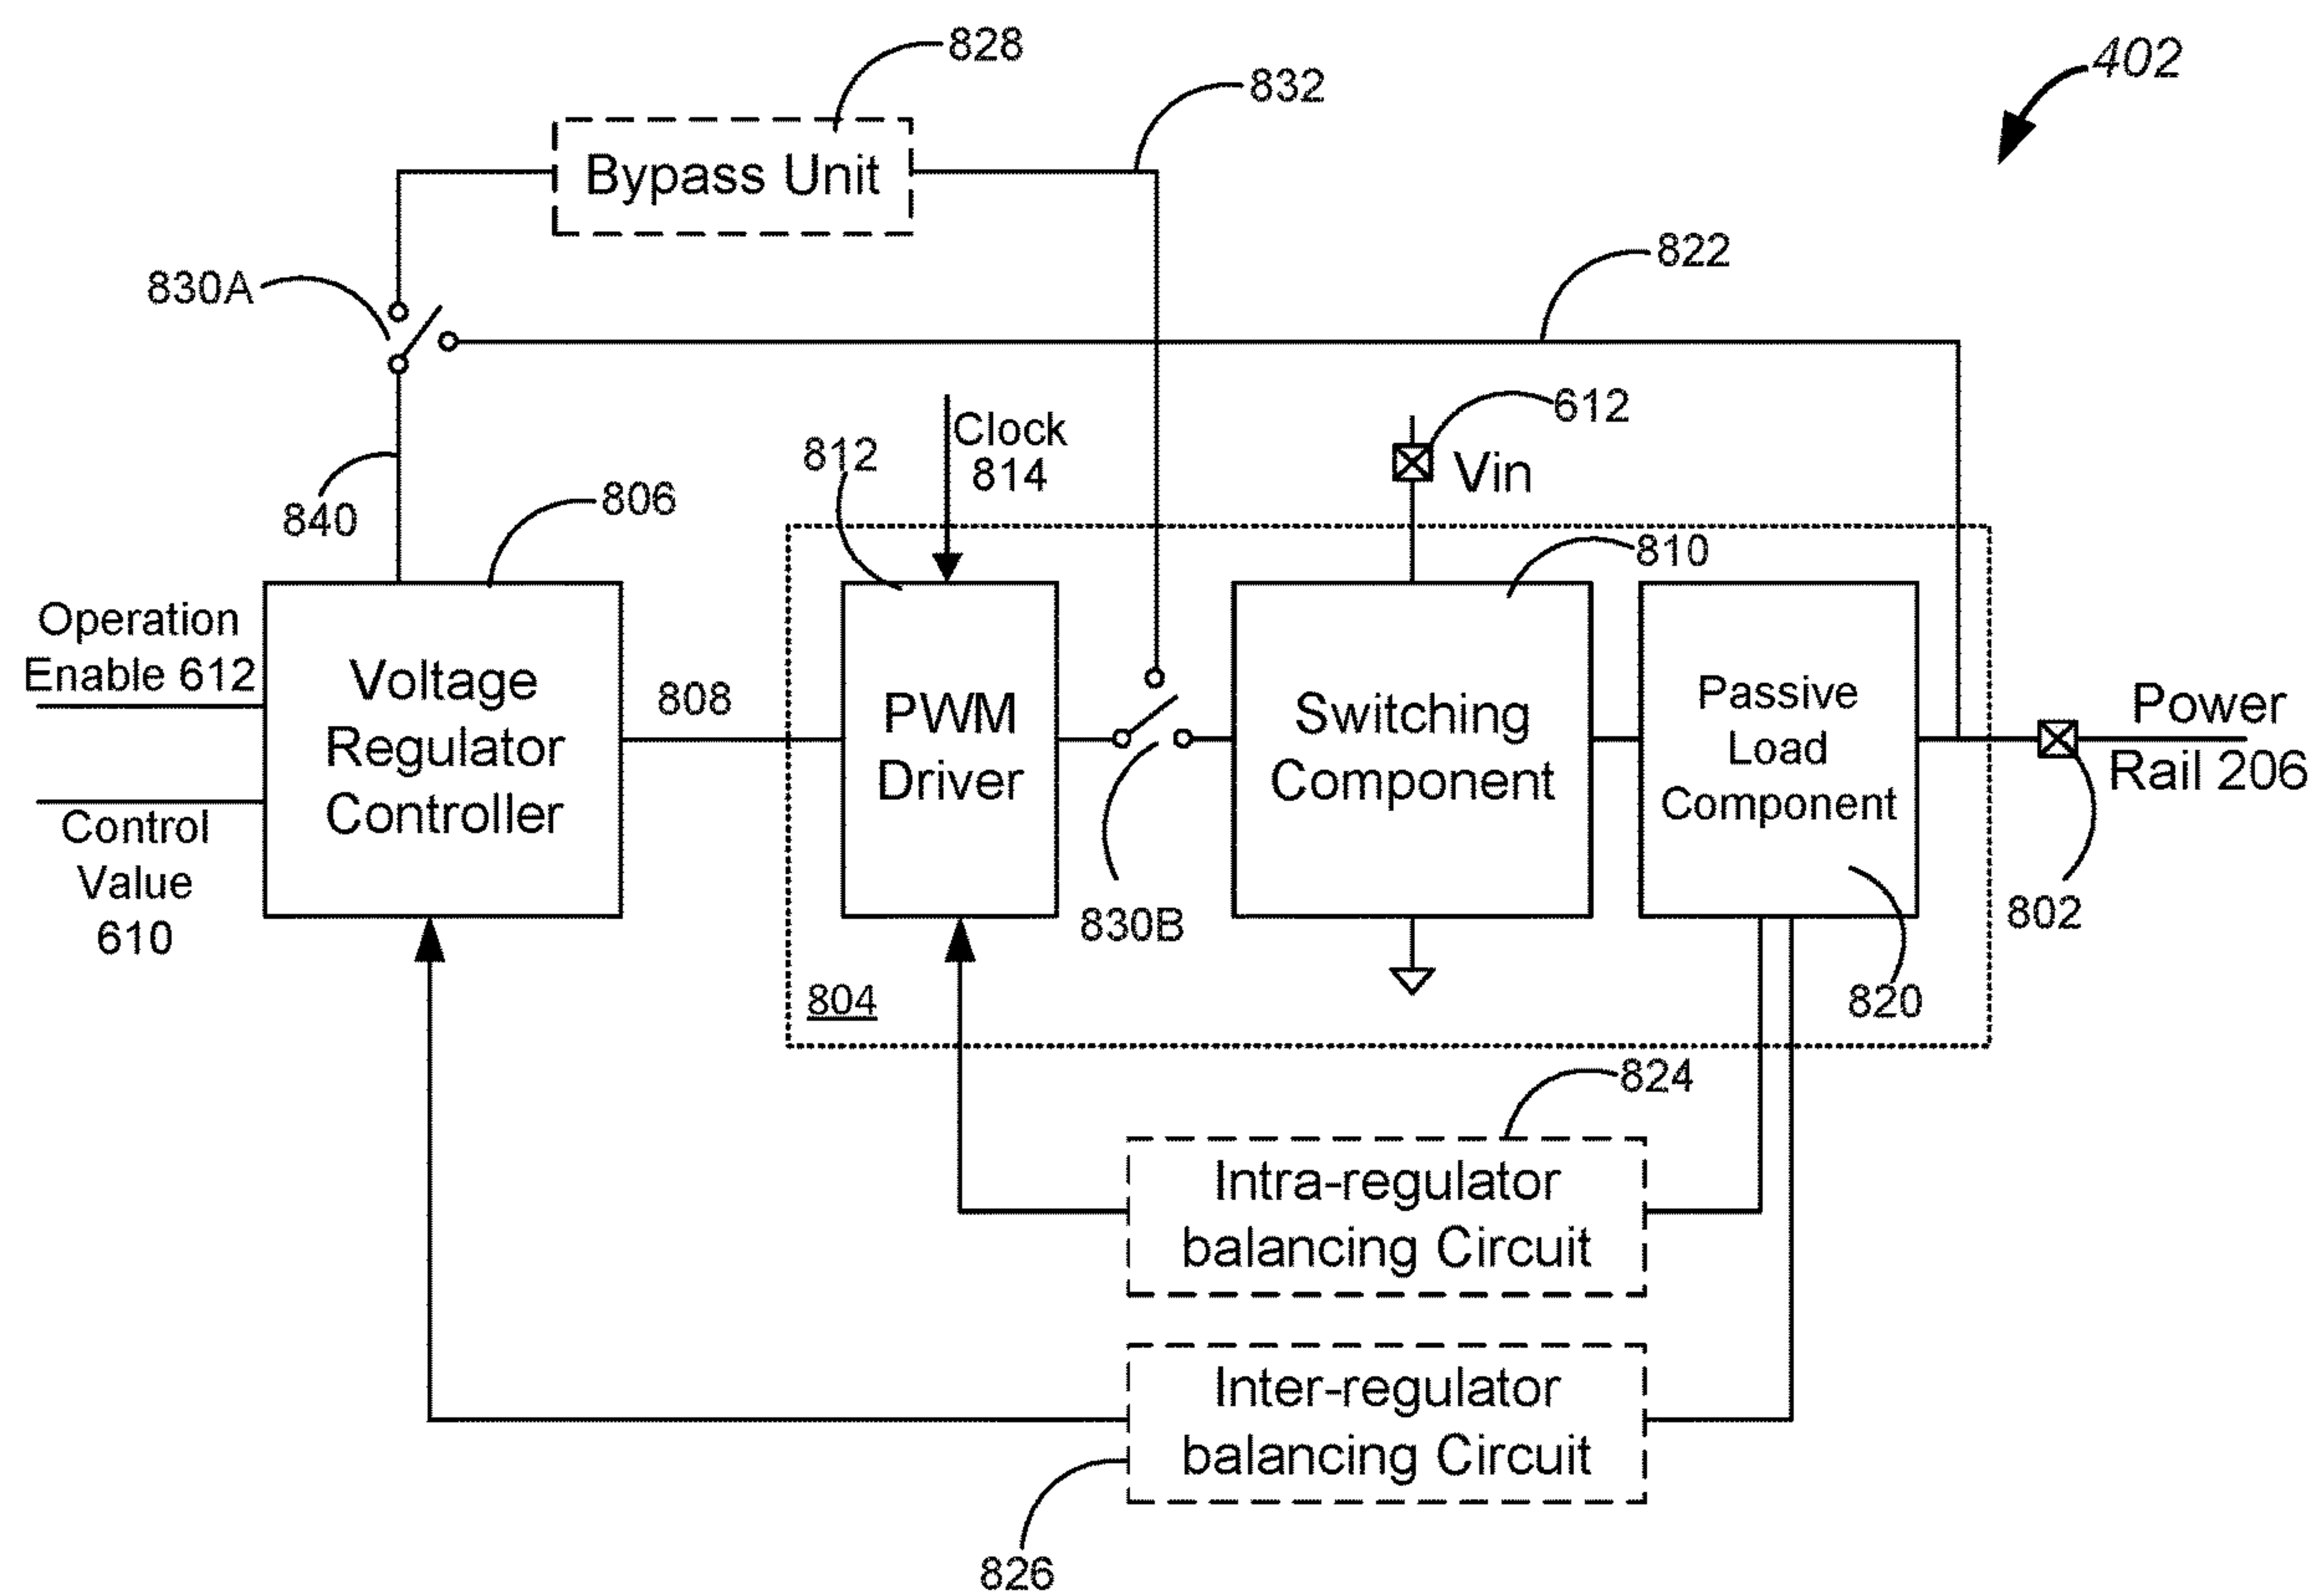 828
832
402
Bypass Unit
822
830A
612
Clock
814
812
Vin
806
840
810
Operation
Enable 612
Voltage
Regulator
Controller
808
PWM
Driver
Switching
Component
Passive
Load
Component
Power
Rail 206
Control
Value
610
830B
802
804
820
824
Intra-regulator
balancing Circuit
Inter-regulator
balancing Circuit
826